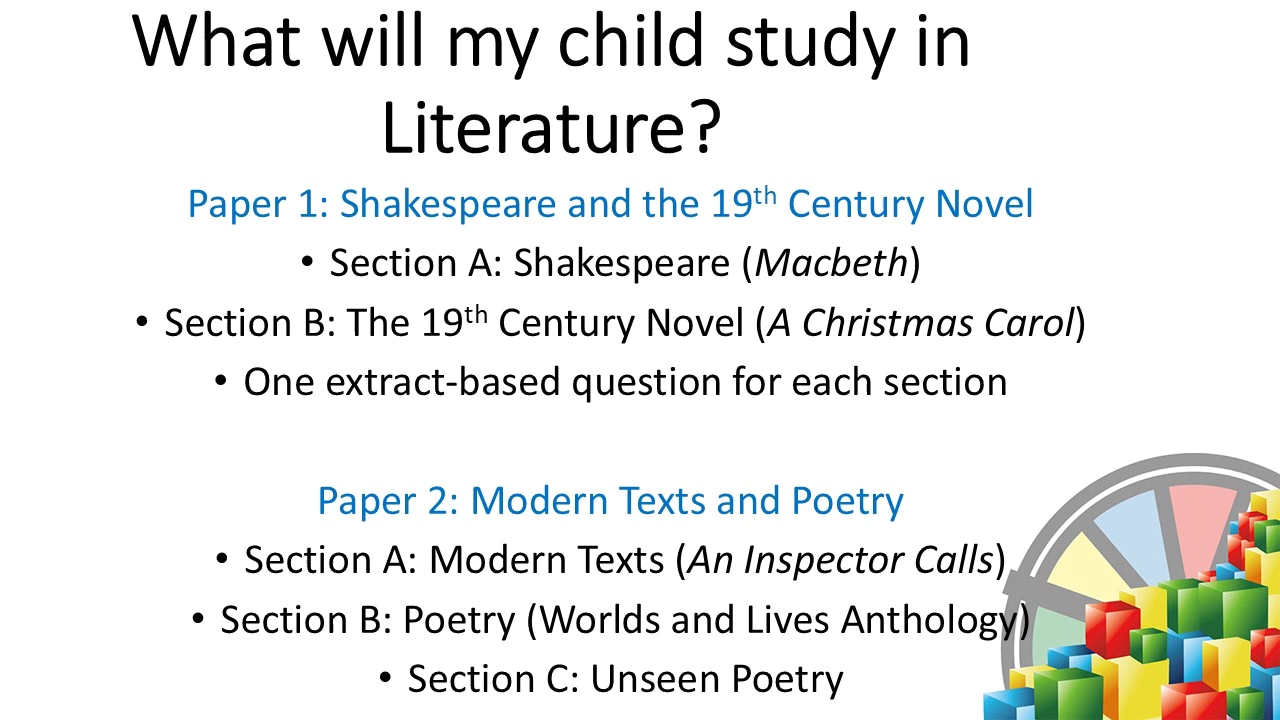 What will my child study in
Literature?
Paper 1: Shakespeare and the 19th Century Novel
• Section A: Shakespeare (Macbeth)
• Section B: The 19th Century Novel (A Christmas Carol)
• One extract-based question for each section
Paper 2: Modern Texts and Poetry
• Section A: Modern Texts (An Inspector Calls)
• Section B: Poetry (Worlds and Lives Anthology)
• Section C: Unseen Poetry